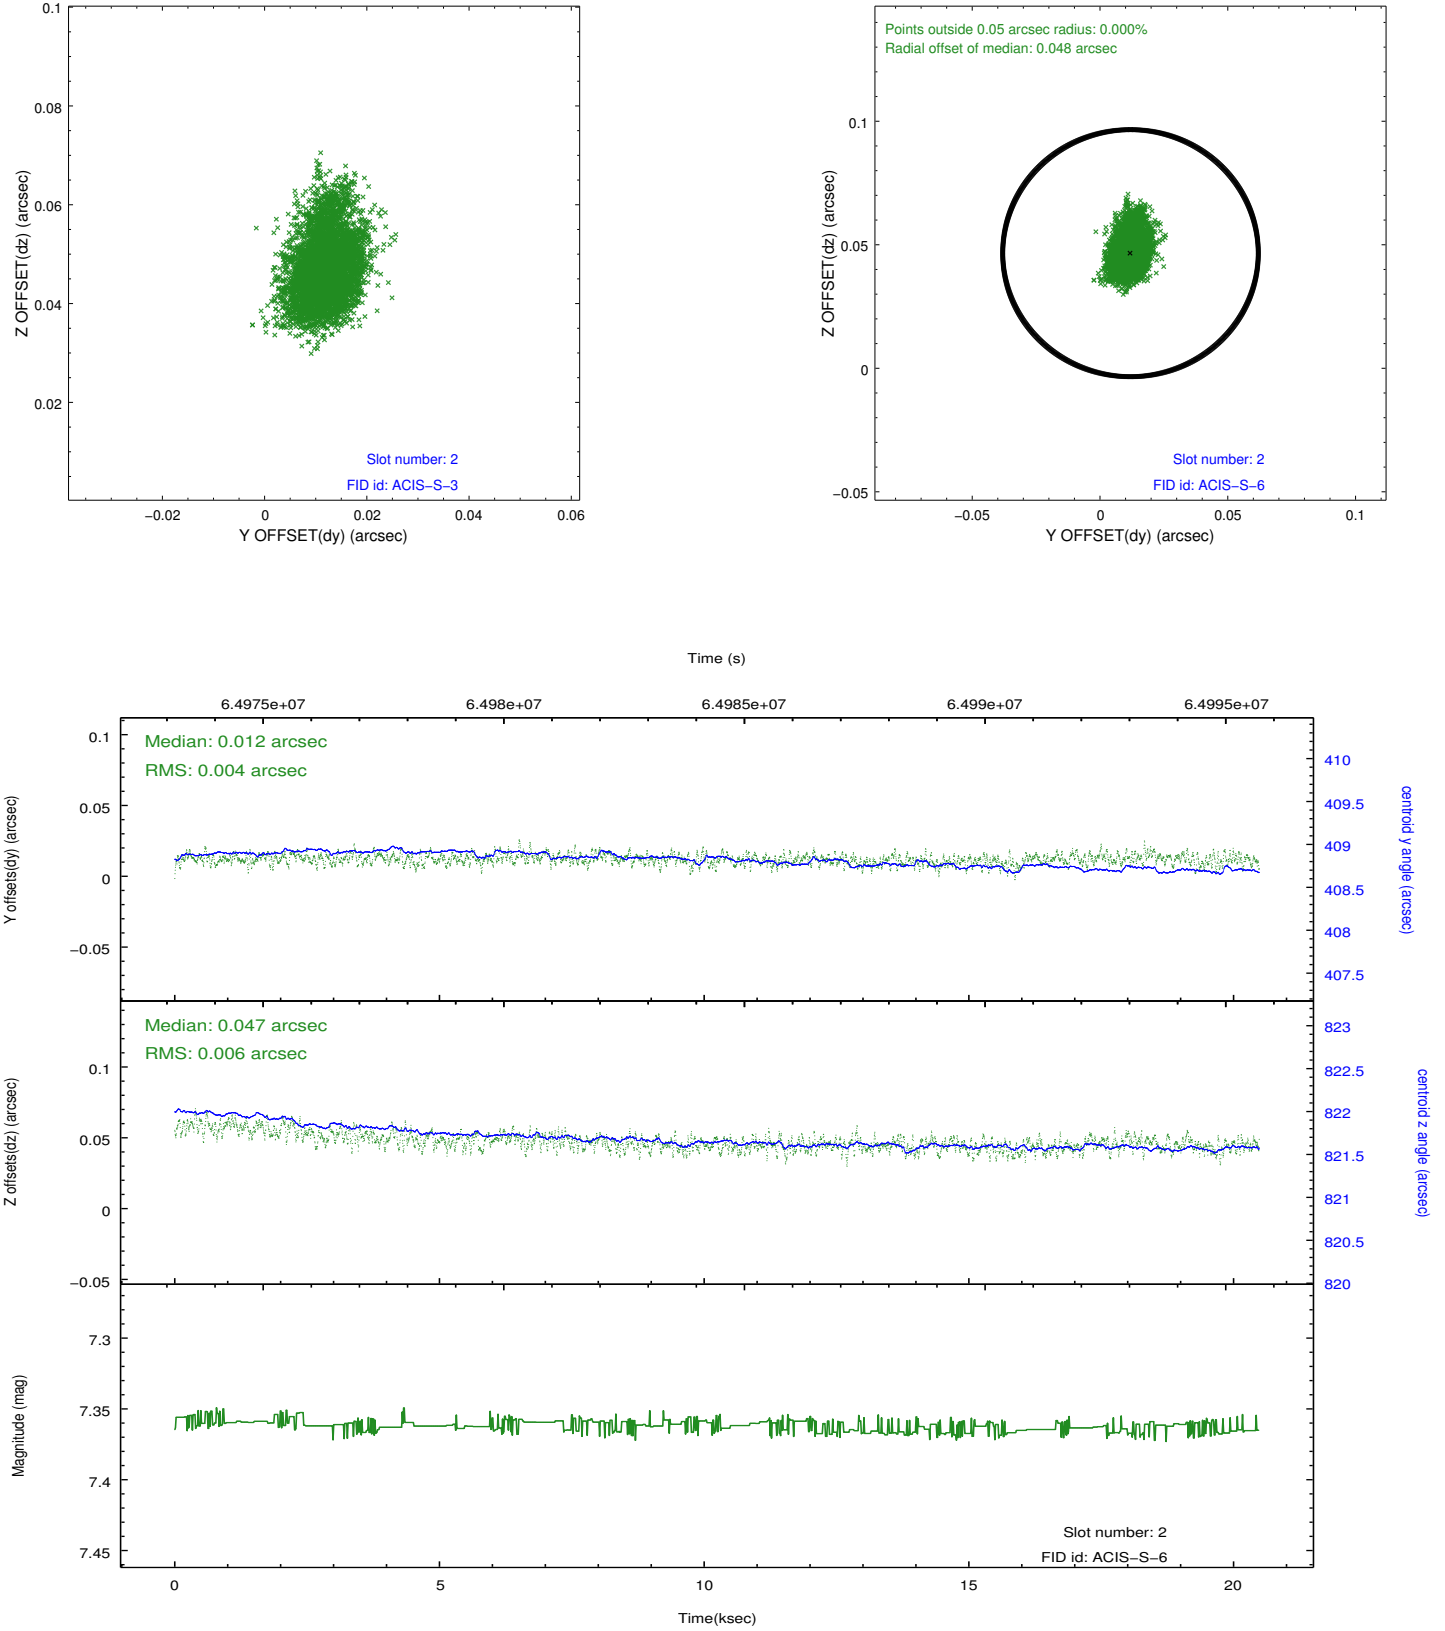 0.1
0.08
0.06
0.04
0.02
Z OFFSET(dz) (arcsec)
Slot number: 2
FID id: ACIS−S−3
−0.02
0
0.02
0.04
0.06
Y OFFSET(dy) (arcsec)
Points outside 0.05 arcsec radius: 0.000%
Radial offset of median: 0.048 arcsec
0.1
0.05
0
−0.05
Z OFFSET(dz) (arcsec)
Slot number: 2
FID id: ACIS−S−6
−0.05
0
0.05
0.1
Y OFFSET(dy) (arcsec)
Time (s)
6.4975e+07
6.498e+07
6.4985e+07
6.499e+07
6.4995e+07
Median: 0.012 arcsec
RMS: 0.004 arcsec
0.1
0.05
0
−0.05
Y offsets(dy) (arcsec)
410
409.5
409
408.5
408
407.5
centroid y angle (arcsec)
Median: 0.047 arcsec
RMS: 0.006 arcsec
0.1
0.05
0
−0.05
Z offsets(dz) (arcsec)
823
822.5
822
821.5
821
820.5
820
centroid z angle (arcsec)
7.3
7.35
7.4
7.45
Magnitude (mag)
Slot number: 2
FID id: ACIS−S−6
0
5
10
15
20
Time(ksec)